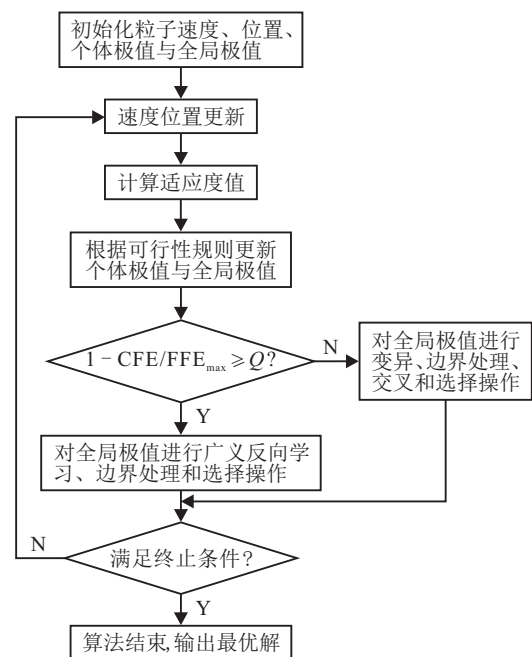 初始化粒子速度、位置、
个体极值与全局极值
速度位置更新
计算适应度值
根据可行性规则更新
个体极值与全局极值
1－CFE/FFEmax≥Q?
N
对全局极值进行
变异、边界处理、
交叉和选择操作
Y
对全局极值进行广义反向学
习、边界处理和选择操作
N
满足终止条件?
Y
算法结束,输出最优解